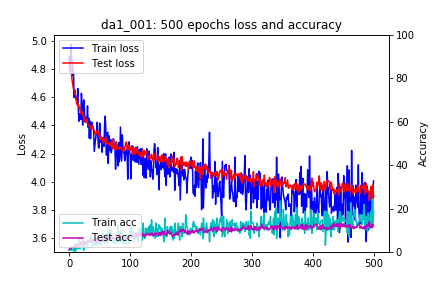 da1_001: 500 epochs loss and accuracy
Train loss
Test loss
Train acc
Test acc
Loss
5.0
4.8
4.6
4.4
4.2
4.0
3.8
3.6
Accuracy
100
80
60
40
20
0
0 100 200 300 400 500